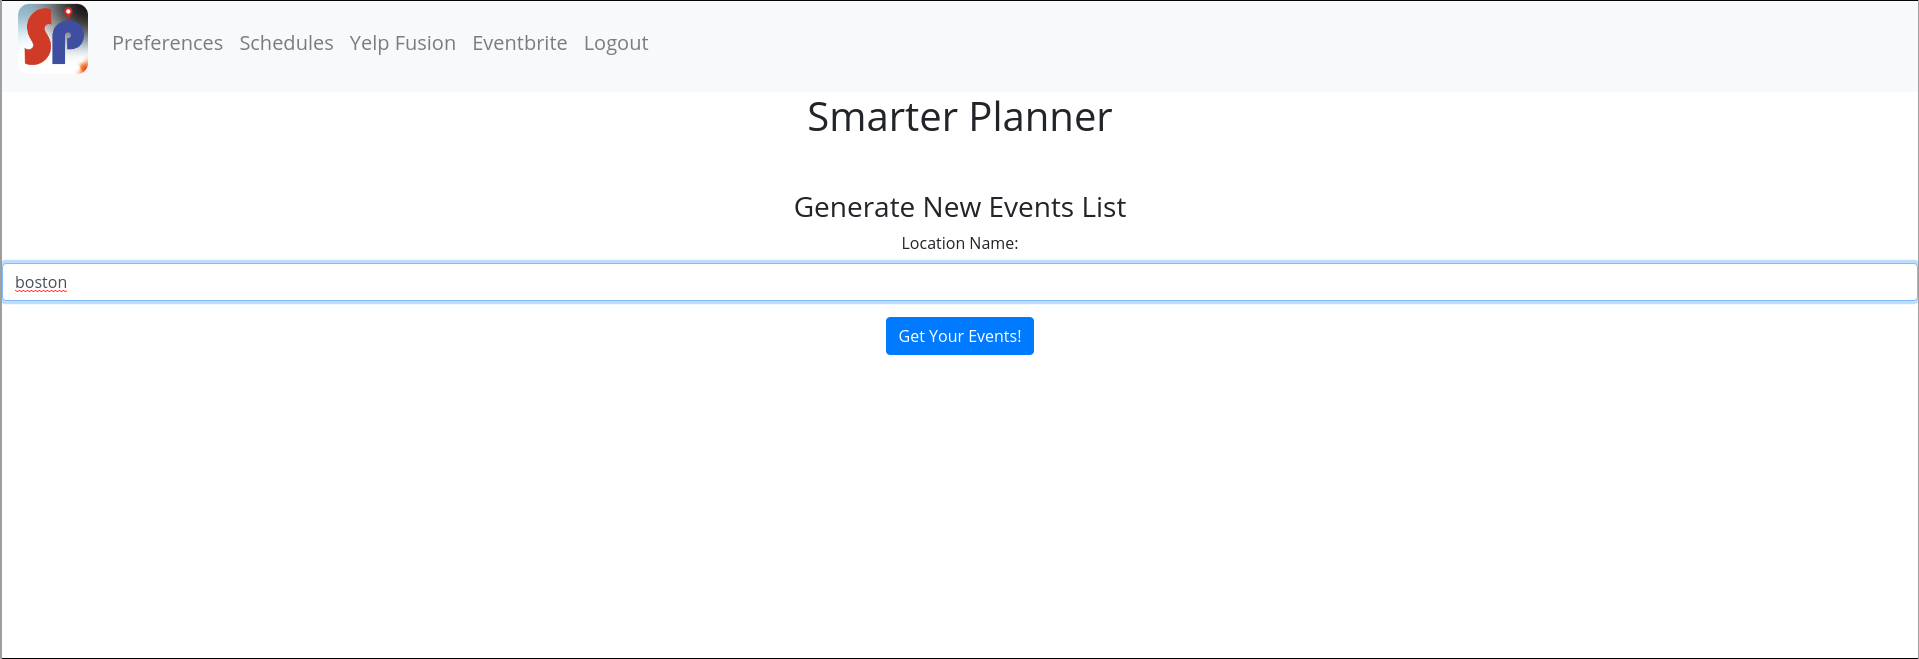 SP
Preferences Schedules Yelp Fusion Eventbrite Logout
Smarter Planner
Generate New Events List
Location Name:
boston
Get Your Events!